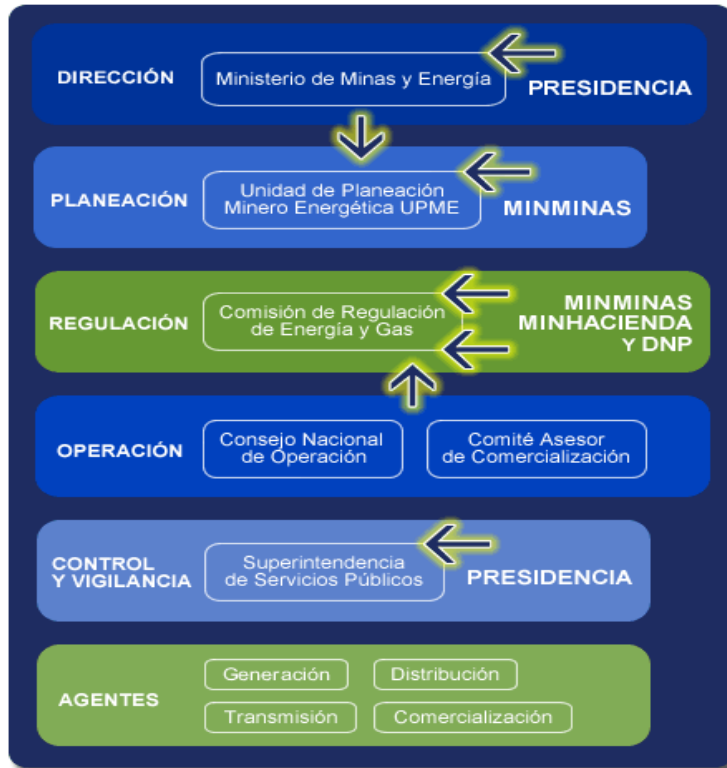 DIRECCIÓN
Ministerio de Minas y Energía
PRESIDENCIA
PLANEACIÓN
Unidad de Planeación
Minero Energética UPME
MINMINAS
REGULACIÓN
Comisión de Regulación
de Energía y Gas
MINMINAS
MINHACIENDA
Y DNP
OPERACIÓN
Consejo Nacional
de Operación
Comité Asesor
de Comercialización
CONTROL
Y VIGILANCIA
Superintendencia
de Servicios Públicos
PRESIDENCIA
AGENTES
Generación
Distribución
Transmisión
Comercialización